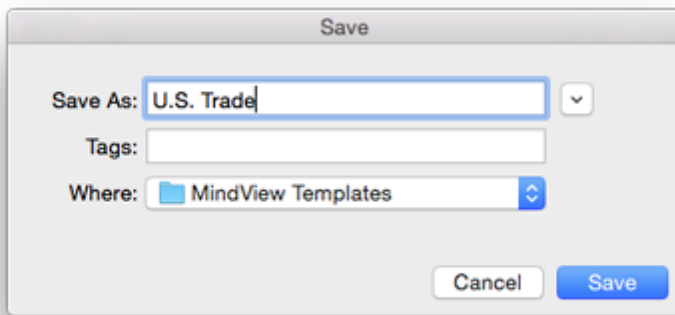 Save
Save As: U.S. Trade
Tags:
Where: MindView Templates
Cancel Save